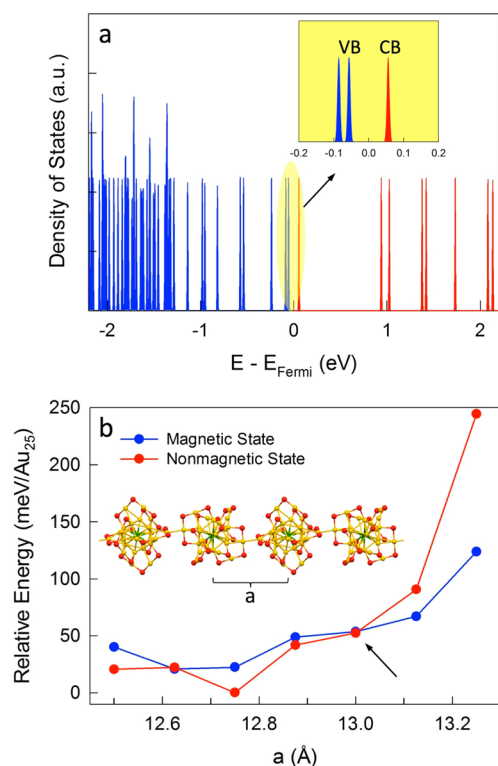 a
VB CB
-0.2 -0.1 0.0 0.1 0.2
Density of States (a.u.)
-2 -1 0 1 2
E - EFermi (eV)
b
Magnetic State
Nonmagnetic State
a
Relative Energy (meV/Au25)
250
200
150
100
50
0
12.6 12.8 13.0 13.2
a (Å)